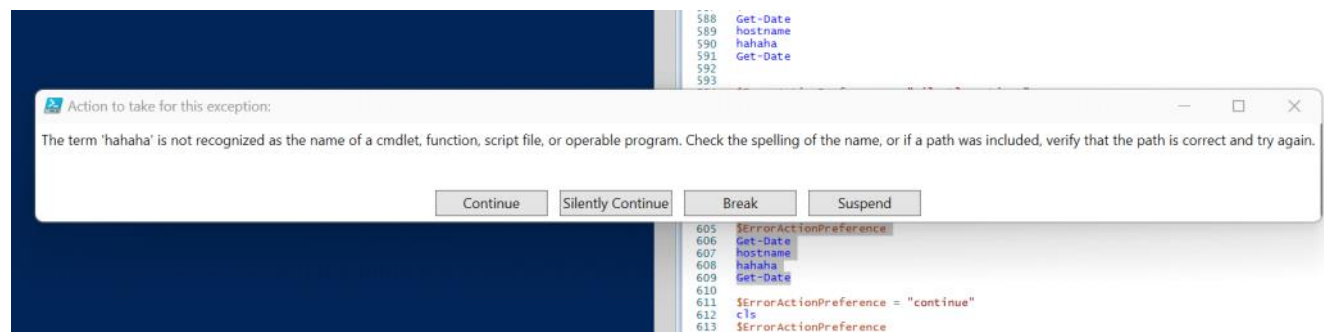 588 Get-Date
589 hostname
590 hahaha
591 Get-Date
592
593
Action to take for this exception:
The term 'hahaha' is not recognized as the name of a cmdlet, function, script file, or operable program. Check the spelling of the name, or if a path was included, verify that the path is correct and try again.
Continue Silently Continue Break Suspend
605 $ErrorActionPreference
606 Get-Date
607 hostname
608 hahaha
609 Get-Date
610
611 $ErrorActionPreference = "continue"
612 cls
613 $ErrorActionPreference